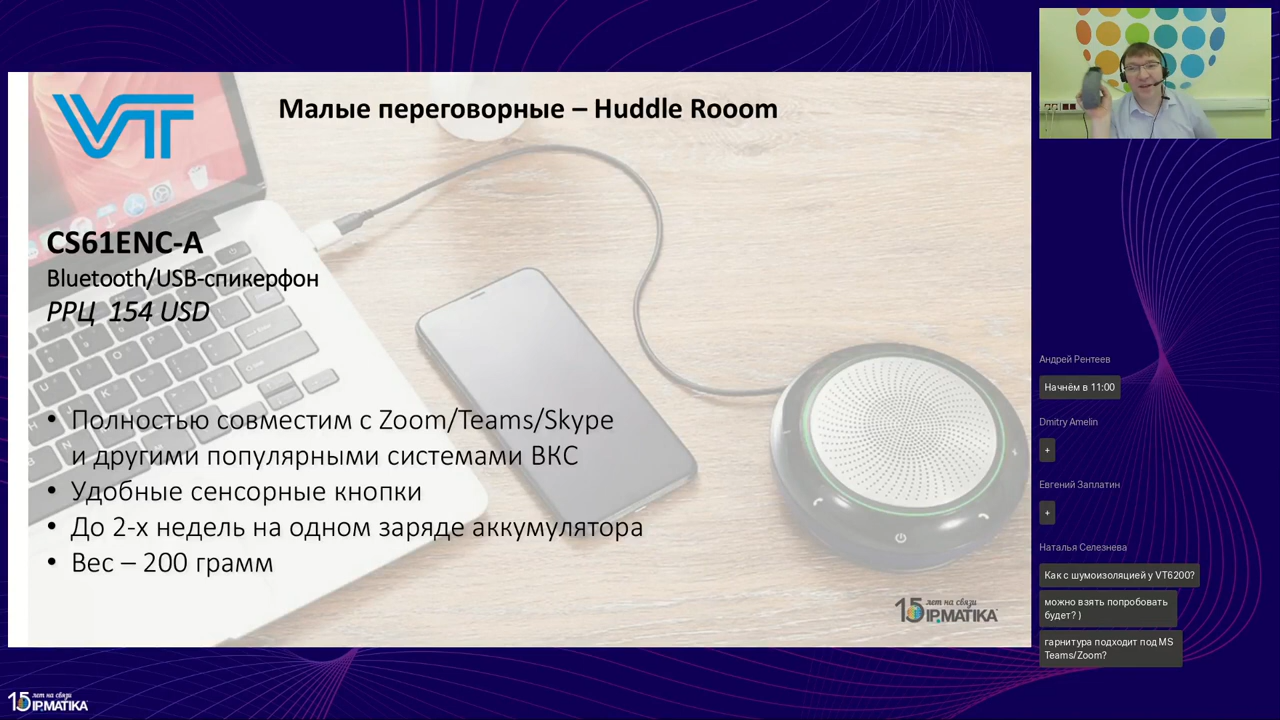 VT
Малые переговорные – Huddle Rooom
CS61ENC-A
Bluetooth/USB-спикерфон
РРЦ 154 USD
• Полностью совместим с Zoom/Teams/Skype
и другими популярными системами ВКС
• Удобные сенсорные кнопки
• До 2-х недель на одном заряде аккумулятора
• Вес – 200 грамм
15 лет на связи
IPMATIKA
Андрей Рентеев
Начнём в 11:00
Dmitry Amelin
+
Евгений Заплатин
+
Наталья Селезнева
Как с шумоизоляцией у VT6200?
можно взять попробовать
будет? )
гарнитура подходит под MS
Teams/Zoom?
15 лет на связи
IPMATIKA